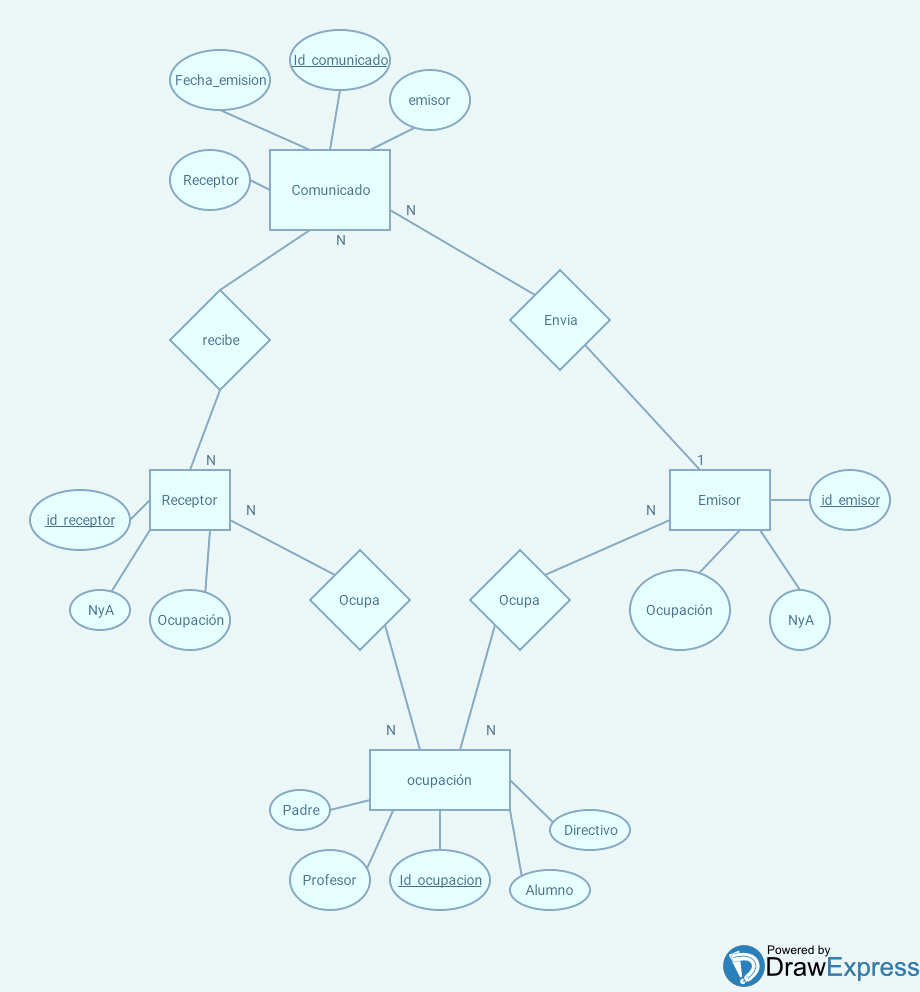 Id_comunicado
Fecha_emision
emisor
Receptor
Comunicado
N
N
recibe
Envia
N
1
Receptor
N
N
Emisor
id_emisor
id_receptor
NyA
Ocupación
Ocupa
Ocupa
Ocupación
NyA
N
N
ocupación
Padre
Directivo
Profesor
Id_ocupacion
Alumno
Powered by
DrawExpress